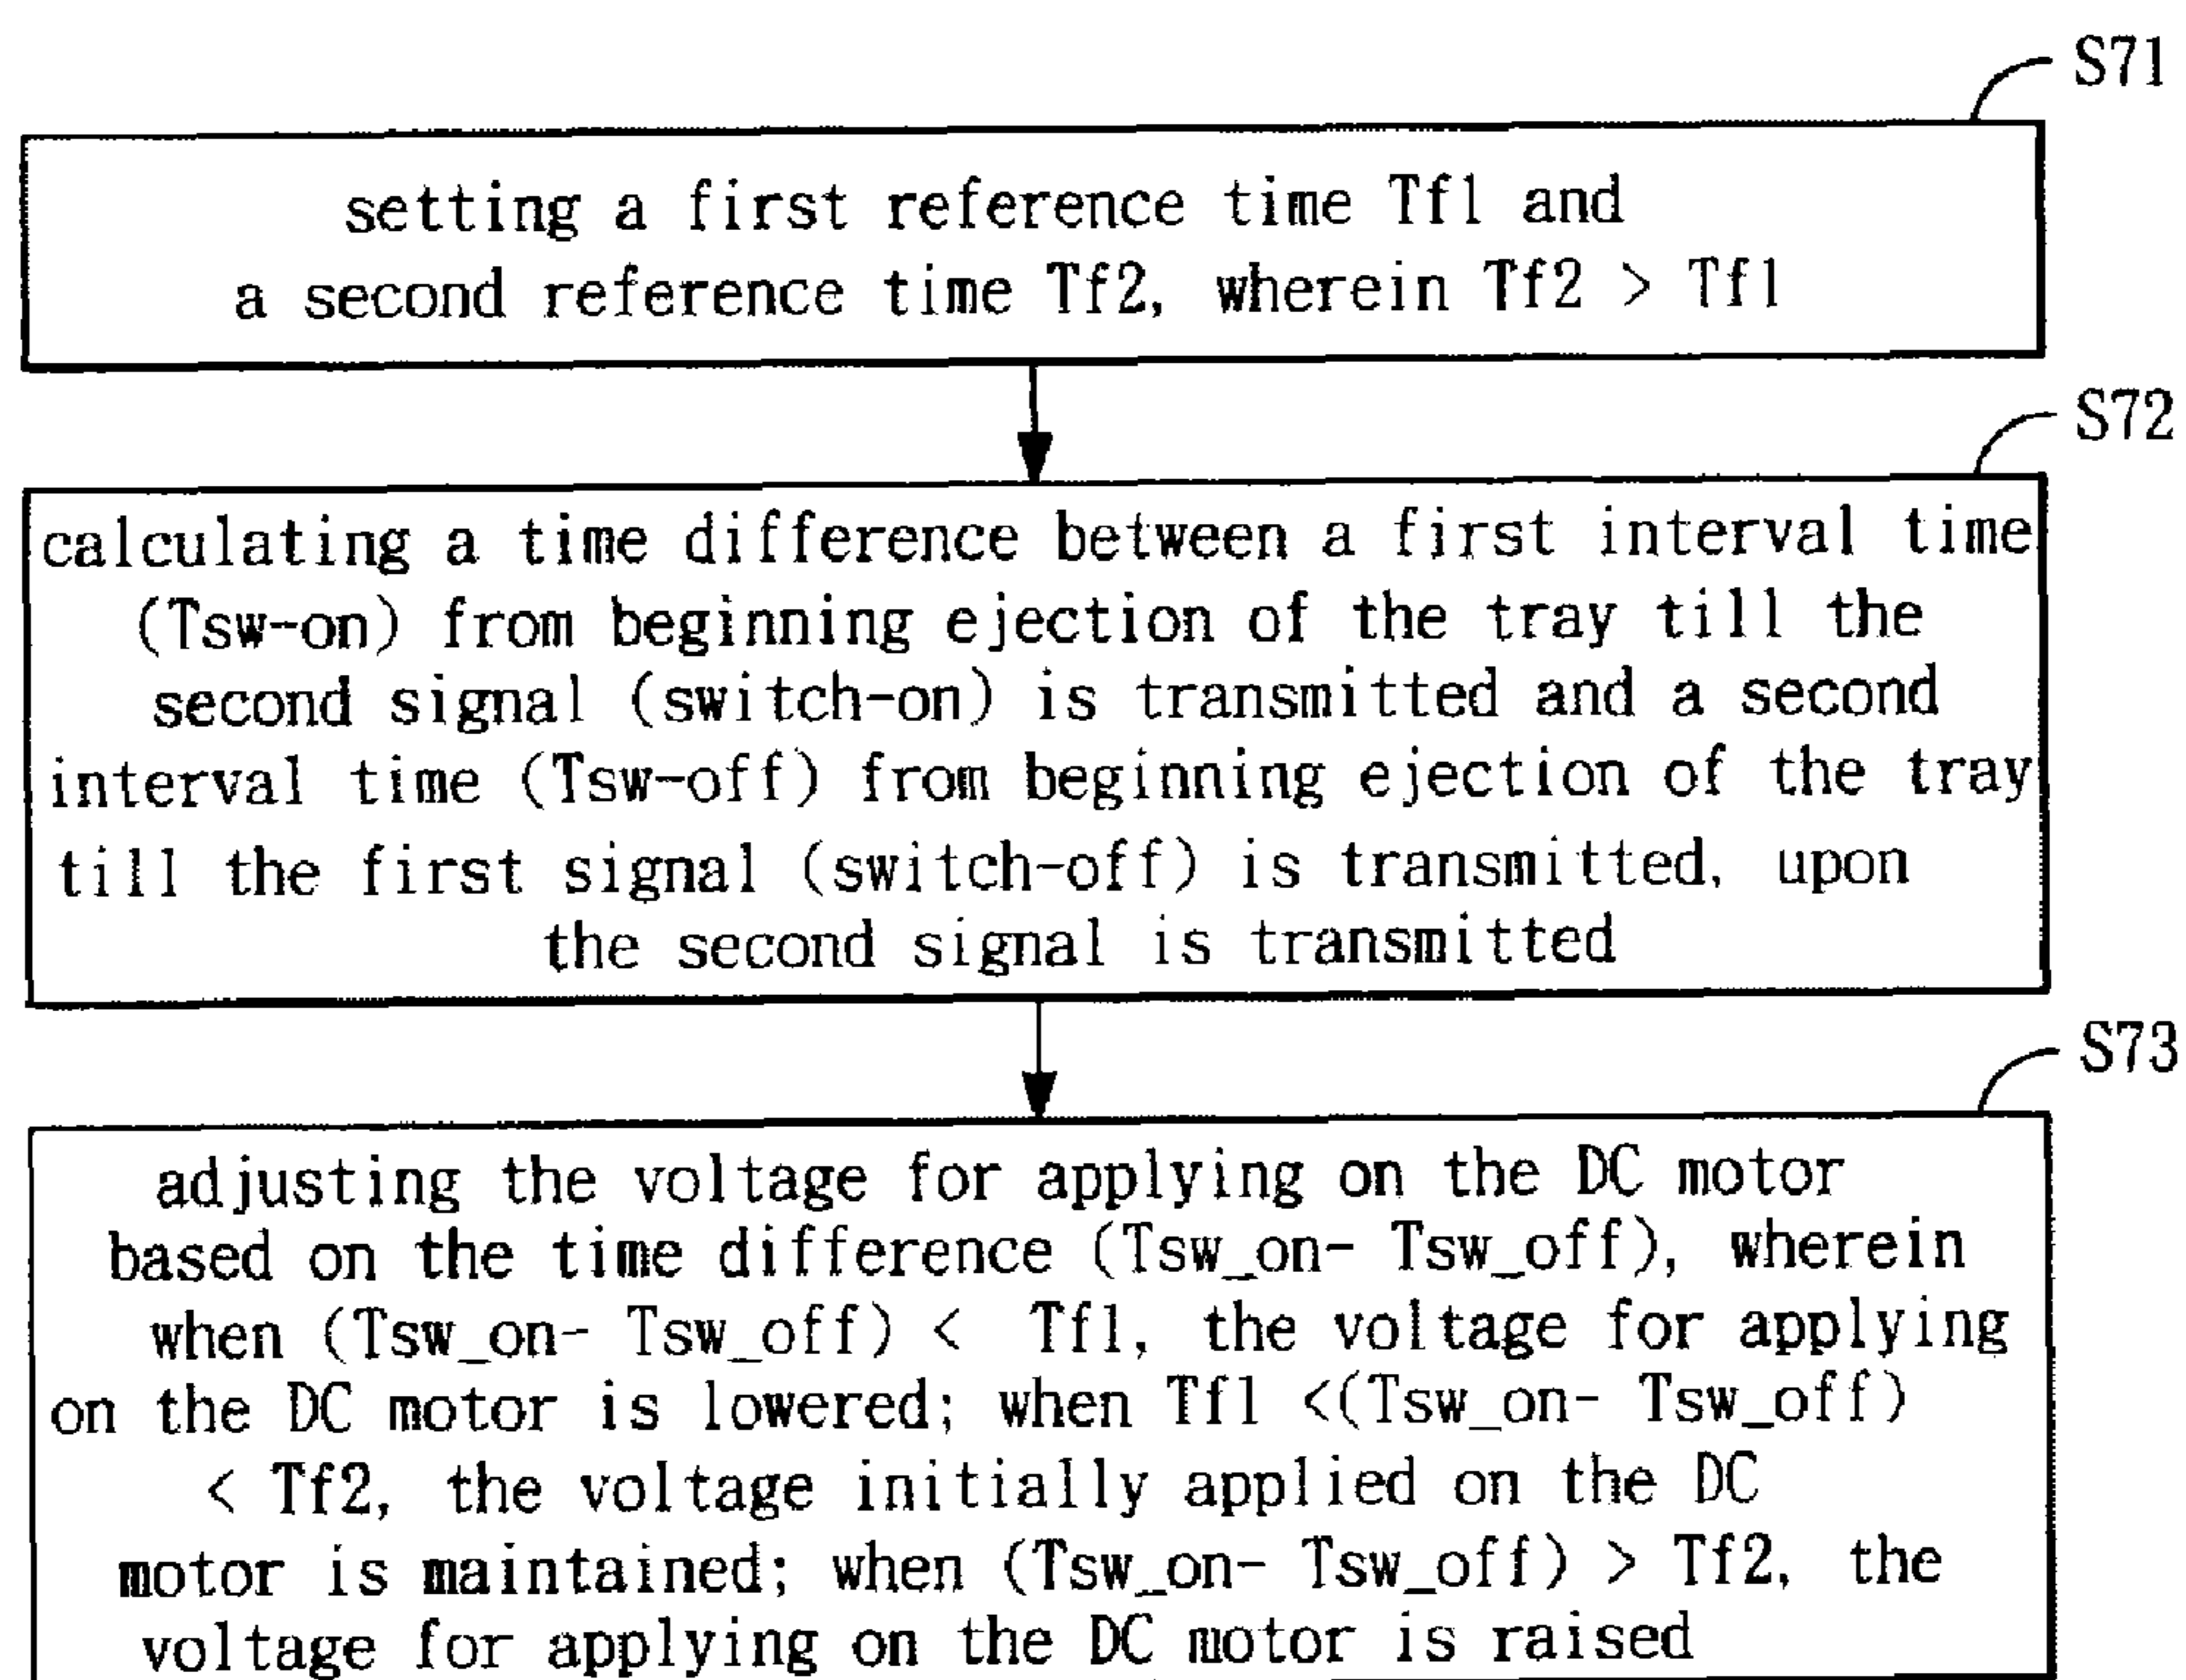 S71
setting a first reference time Tf1 and
a second reference time Tf2, wherein Tf2 > Tf1
S72
calculating a time difference between a first interval time
(Tsw-on) from beginning ejection of the tray till the
second signal (switch-on) is transmitted and a second
interval time (Tsw-off) from beginning ejection of the tray
till the first signal (switch-off) is transmitted, upon
the second signal is transmitted
S73
adjusting the voltage for applying on the DC motor
based on the time difference (Tsw_on- Tsw_off), wherein
when (Tsw_on- Tsw_off) < Tf1, the voltage for applying
on the DC motor is lowered; when Tf1 <(Tsw_on- Tsw_off)
< Tf2, the voltage initially applied on the DC
motor is maintained; when (Tsw_on- Tsw_off) > Tf2, the
voltage for applying on the DC motor is raised